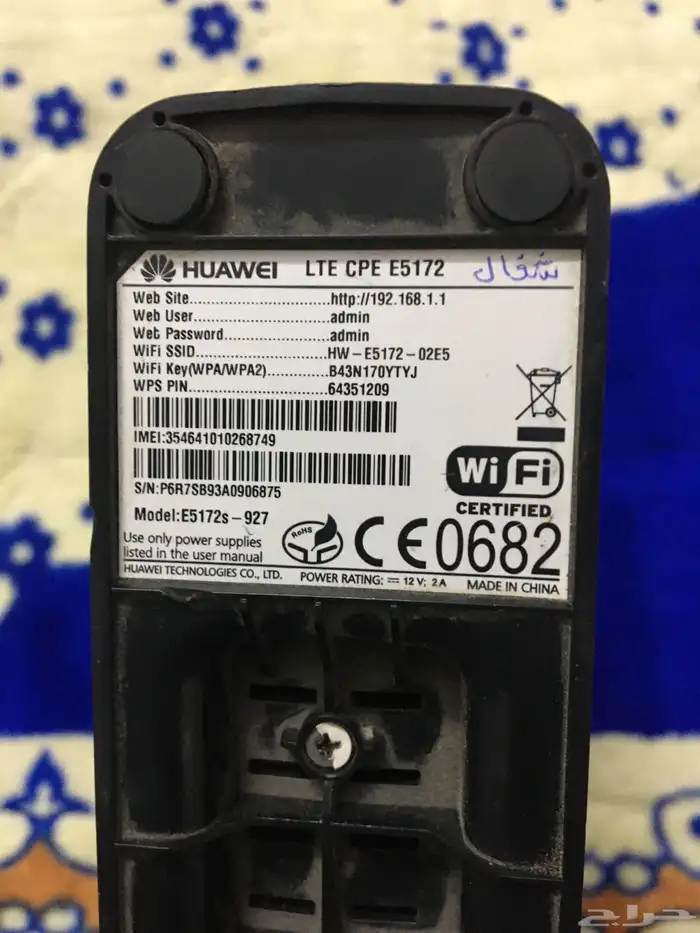 HUAWEI LTE CPE E5172 شغال
Web Site....................http://192.168.1.1
Web User....................admin
Web Password....................admin
WiFi SSID....................HW-E5172-02E5
WiFi Key(WPA/WPA2)..........B43N170YTYJ
WPS PIN....................64351209
IMEI:354641010268749
S/N:P6R7SB93A0906875
Model:E5172s-927
Use only power supplies
listed in the user manual
HUAWEI TECHNOLOGIES CO., LTD.
RoHS
Wi Fi
CERTIFIED
CE0682
POWER RATING: ⎓ 12 V; 2 A
MADE IN CHINA
حراج